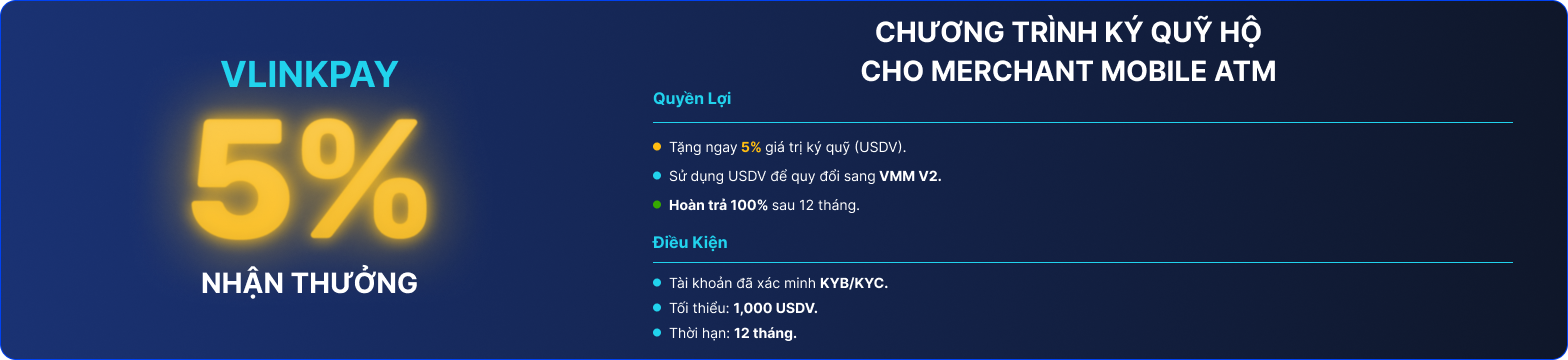 VLINKPAY
5%
NHẬN THƯỞNG
CHƯƠNG TRÌNH KÝ QUỸ HỘ
CHO MERCHANT MOBILE ATM
Quyền Lợi
Tặng ngay 5% giá trị ký quỹ (USDV).
Sử dụng USDV để quy đổi sang VMM V2.
Hoàn trả 100% sau 12 tháng.
Điều Kiện
Tài khoản đã xác minh KYB/KYC.
Tối thiểu: 1,000 USDV.
Thời hạn: 12 tháng.